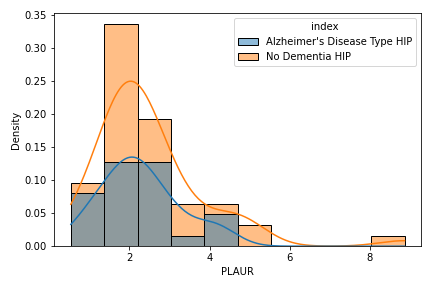 index
Alzheimer's Disease Type HIP
No Dementia HIP
0.35
0.30
0.25
0.20
0.15
0.10
0.05
0.00
Density
2 4 6 8
PLAUR